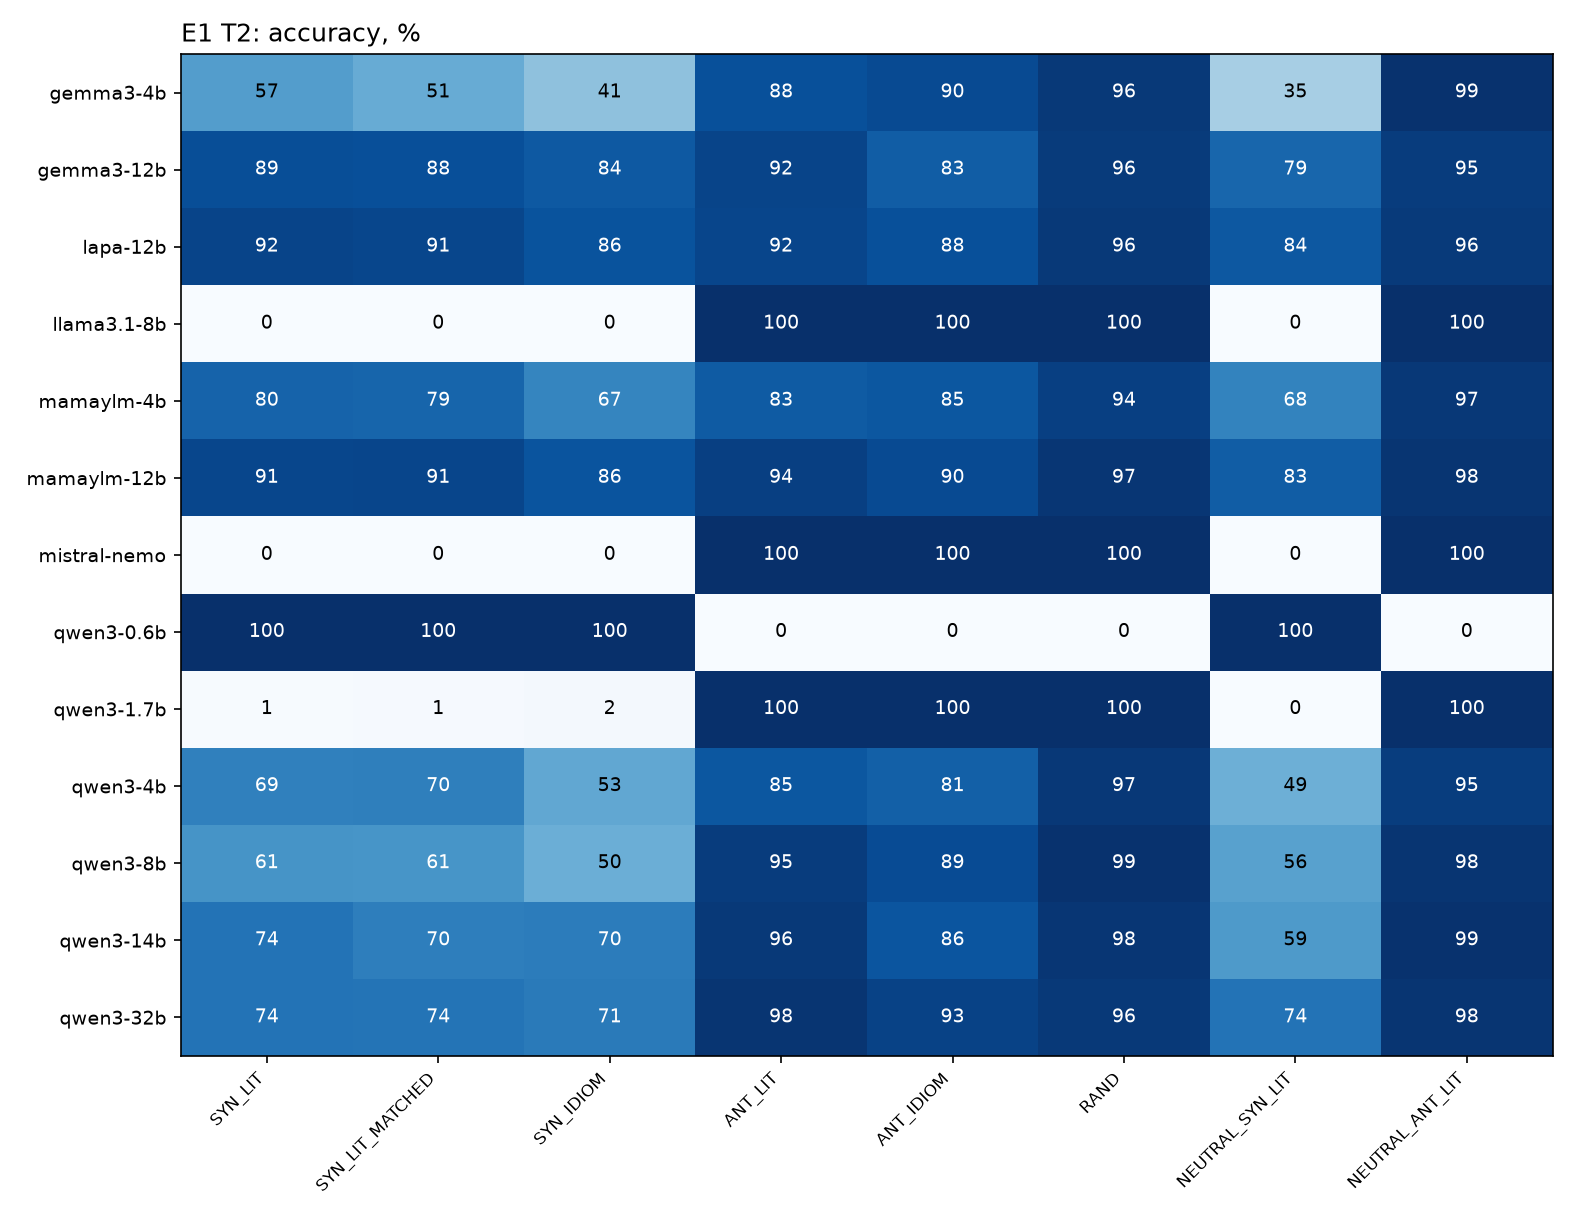 E1 T2: accuracy, %
gemma3-4b 57 51 41 88 90 96 35 99
gemma3-12b 89 88 84 92 83 96 79 95
lapa-12b 92 91 86 92 88 96 84 96
llama3.1-8b 0 0 0 100 100 100 0 100
mamaylm-4b 80 79 67 83 85 94 68 97
mamaylm-12b 91 91 86 94 90 97 83 98
mistral-nemo 0 0 0 100 100 100 0 100
qwen3-0.6b 100 100 100 0 0 0 100 0
qwen3-1.7b 1 1 2 100 100 100 0 100
qwen3-4b 69 70 53 85 81 97 49 95
qwen3-8b 61 61 50 95 89 99 56 98
qwen3-14b 74 70 70 96 86 98 59 99
qwen3-32b 74 74 71 98 93 96 74 98
SYN_LIT SYN_LIT_MATCHED SYN_IDIOM ANT_LIT ANT_IDIOM RAND NEUTRAL_SYN_LIT NEUTRAL_ANT_LIT